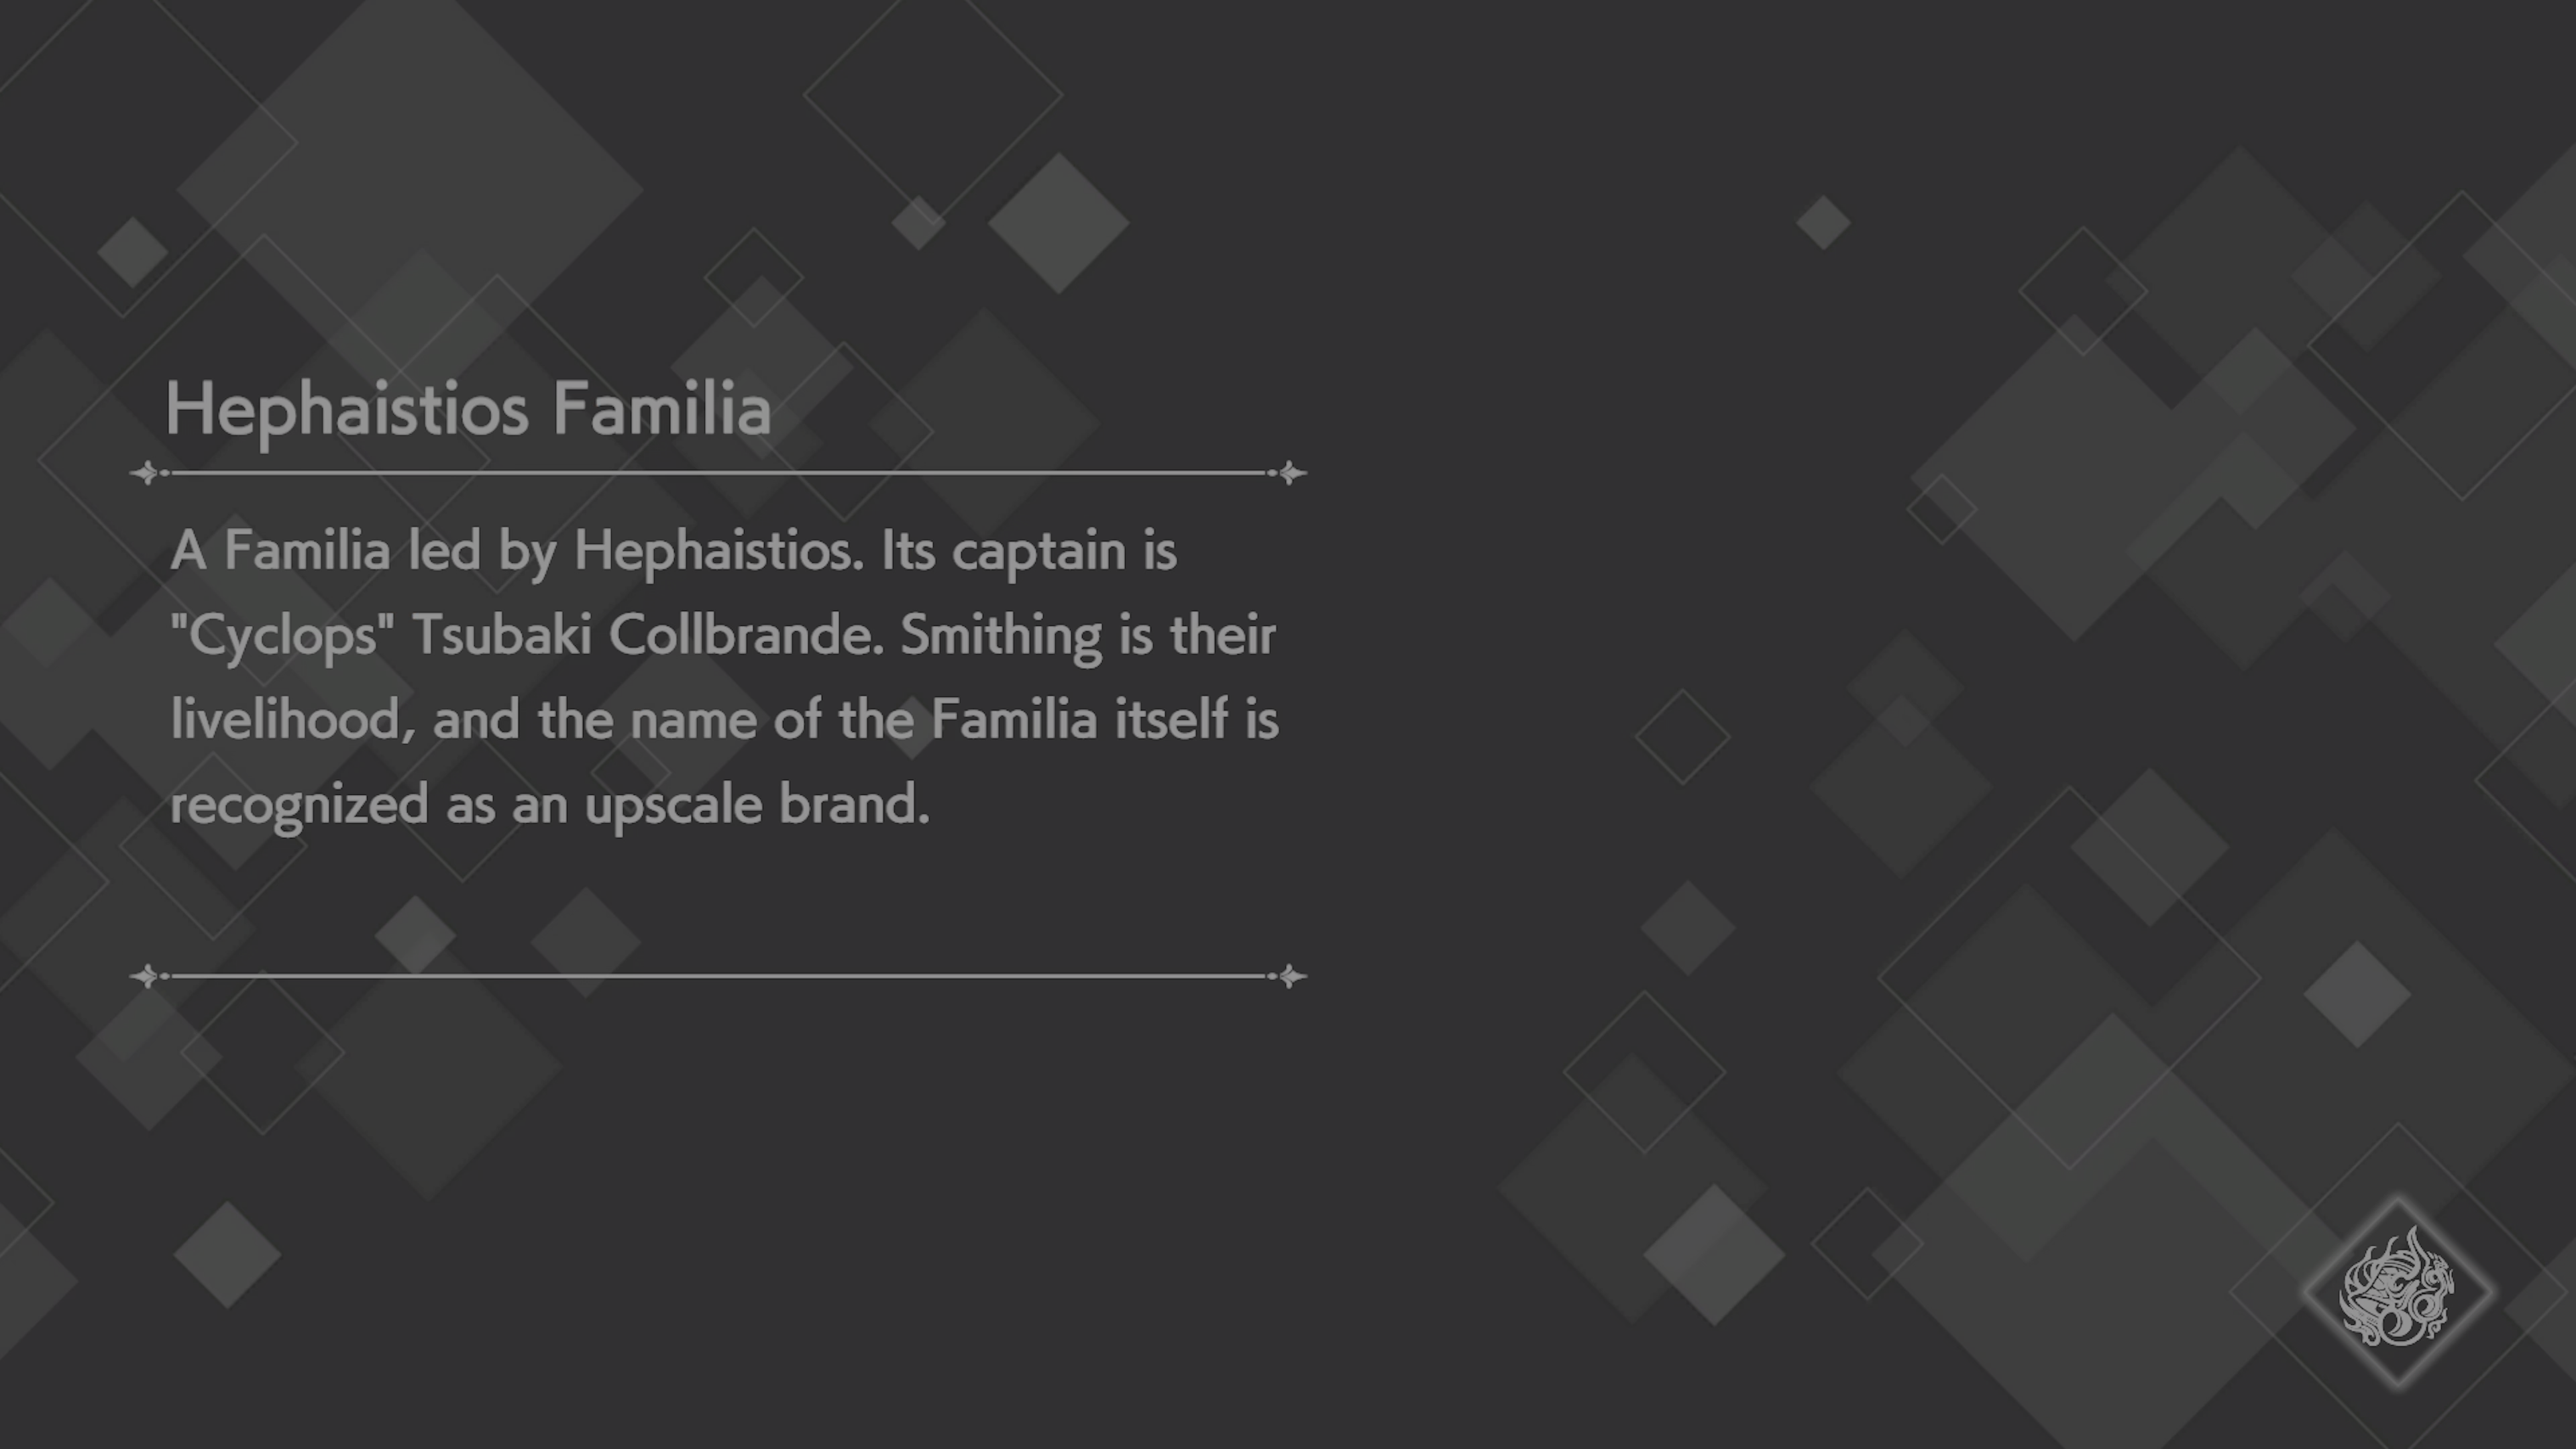 Hephaistios Familia
A Familia led by Hephaistios. Its captain is
"Cyclops" Tsubaki Collbrande. Smithing is their
livelihood, and the name of the Familia itself is
recognized as an upscale brand.